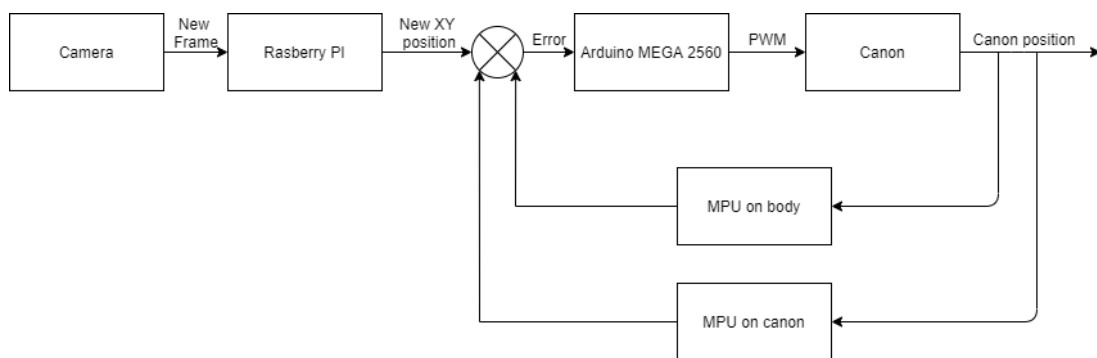 Camera
New
Frame
Rasberry PI
New XY
position
Error
Arduino MEGA 2560
PWM
Canon
Canon position
MPU on body
MPU on canon